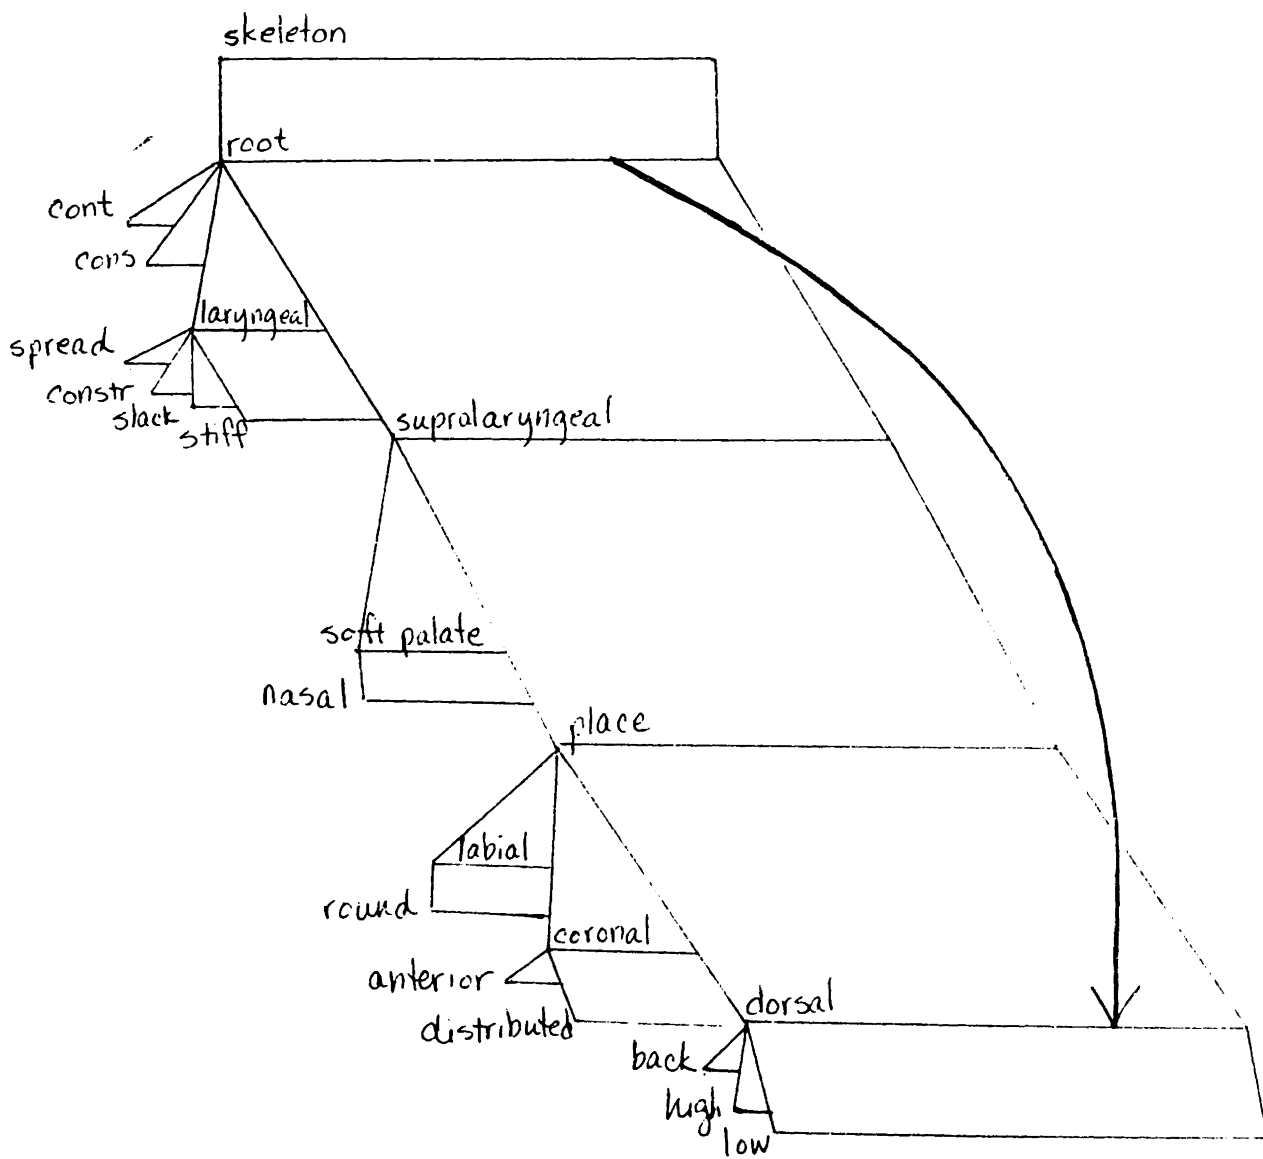 skeleton
root
cont
cons
laryngeal
spread
constr
slack
stiff
supralaryngeal
soft palate
nasal
place
labial
round
coronal
anterior
distributed
dorsal
back
high
low